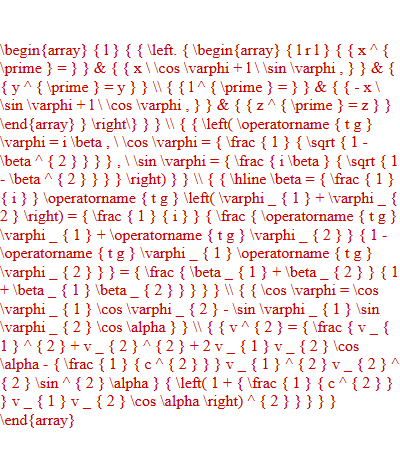 \begin{array} { l } { { \left. { \begin{array} { l r l } { { x ^ {
\prime } = } } & { { x \ \cos \varphi + l \ \sin \varphi , } } & {
{ y ^ { \prime } = y } } \\ { { l ^ { \prime } = } } & { { - x \
\sin \varphi + l \ \cos \varphi , } } & { { z ^ { \prime } = z } }
\end{array} } \right\} } } \\ { { \left( \operatorname { t g }
\varphi = i \beta , \ \cos \varphi = { \frac { 1 } { \sqrt { 1 -
\beta ^ { 2 } } } } , \ \sin \varphi = { \frac { i \beta } { \sqrt { 1
- \beta ^ { 2 } } } } \right) } } \\ { { \hline \beta = { \frac { 1 }
{ i } } \operatorname { t g } \left( \varphi _ { 1 } + \varphi _ {
2 } \right) = { \frac { 1 } { i } } { \frac { \operatorname { t g }
\varphi _ { 1 } + \operatorname { t g } \varphi _ { 2 } } { 1 -
\operatorname { t g } \varphi _ { 1 } \operatorname { t g }
\varphi _ { 2 } } } = { \frac { \beta _ { 1 } + \beta _ { 2 } } { 1
+ \beta _ { 1 } \beta _ { 2 } } } } } \\ { { \cos \varphi = \cos
\varphi _ { 1 } \cos \varphi _ { 2 } - \sin \varphi _ { 1 } \sin
\varphi _ { 2 } \cos \alpha } } \\ { { v ^ { 2 } = { \frac { v _ {
1 } ^ { 2 } + v _ { 2 } ^ { 2 } + 2 v _ { 1 } v _ { 2 } \cos
\alpha - { \frac { 1 } { c ^ { 2 } } } v _ { 1 } ^ { 2 } v _ { 2 } ^
{ 2 } \sin ^ { 2 } \alpha } { \left( 1 + { \frac { 1 } { c ^ { 2 } }
} v _ { 1 } v _ { 2 } \cos \alpha \right) ^ { 2 } } } } }
\end{array}